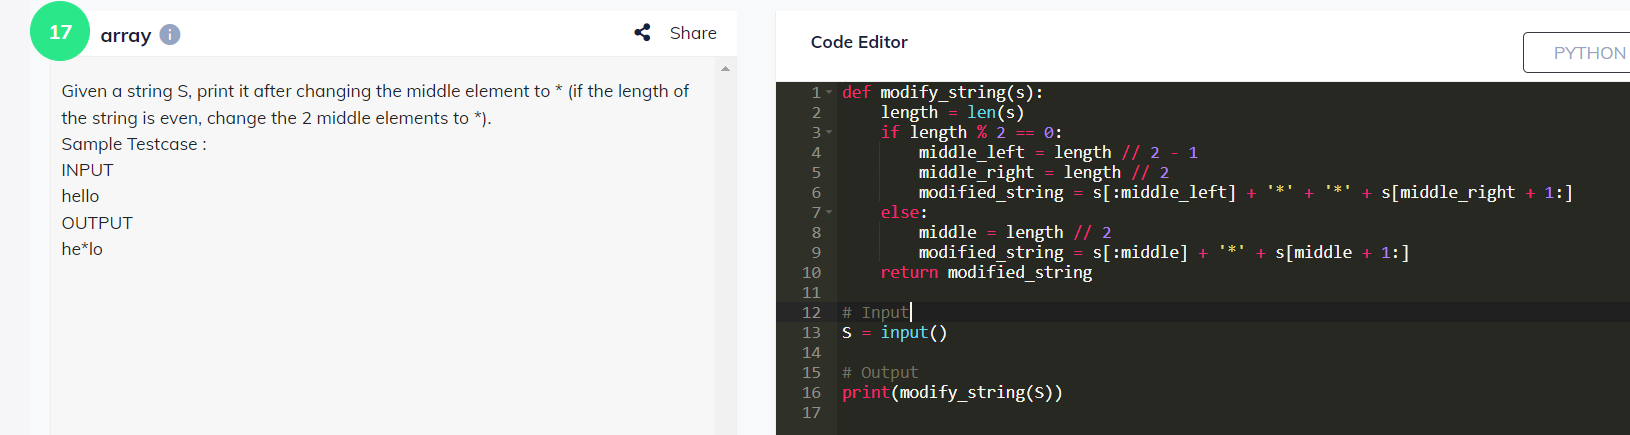 17
array i
Share
Given a string S, print it after changing the middle element to * (if the length of
the string is even, change the 2 middle elements to *).
Sample Testcase :
INPUT
hello
OUTPUT
he*lo
Code Editor
PYTHON
1 def modify_string(s):
2     length = len(s)
3     if length % 2 == 0:
4         middle_left = length // 2 - 1
5         middle_right = length // 2
6         modified_string = s[:middle_left] + '*' + '*' + s[middle_right + 1:]
7     else:
8         middle = length // 2
9         modified_string = s[:middle] + '*' + s[middle + 1:]
10     return modified_string
11
12 # Input
13 S = input()
14
15 # Output
16 print(modify_string(S))
17